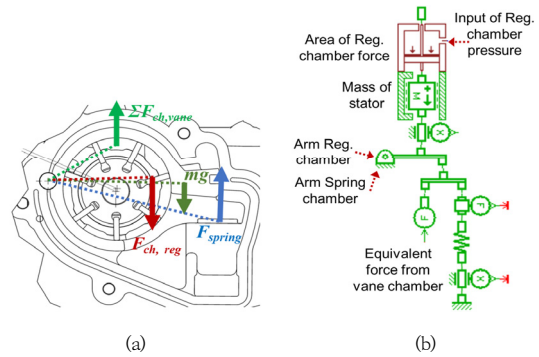 ΣF ch,vane
mg
F spring
F ch, reg
(a)
Input of Reg.
chamber
pressure
Area of Reg.
chamber force
Mass of
stator
M
X
Arm Reg.
chamber
Arm Spring
chamber
F
F
Equivalent
force from
vane chamber
X
(b)